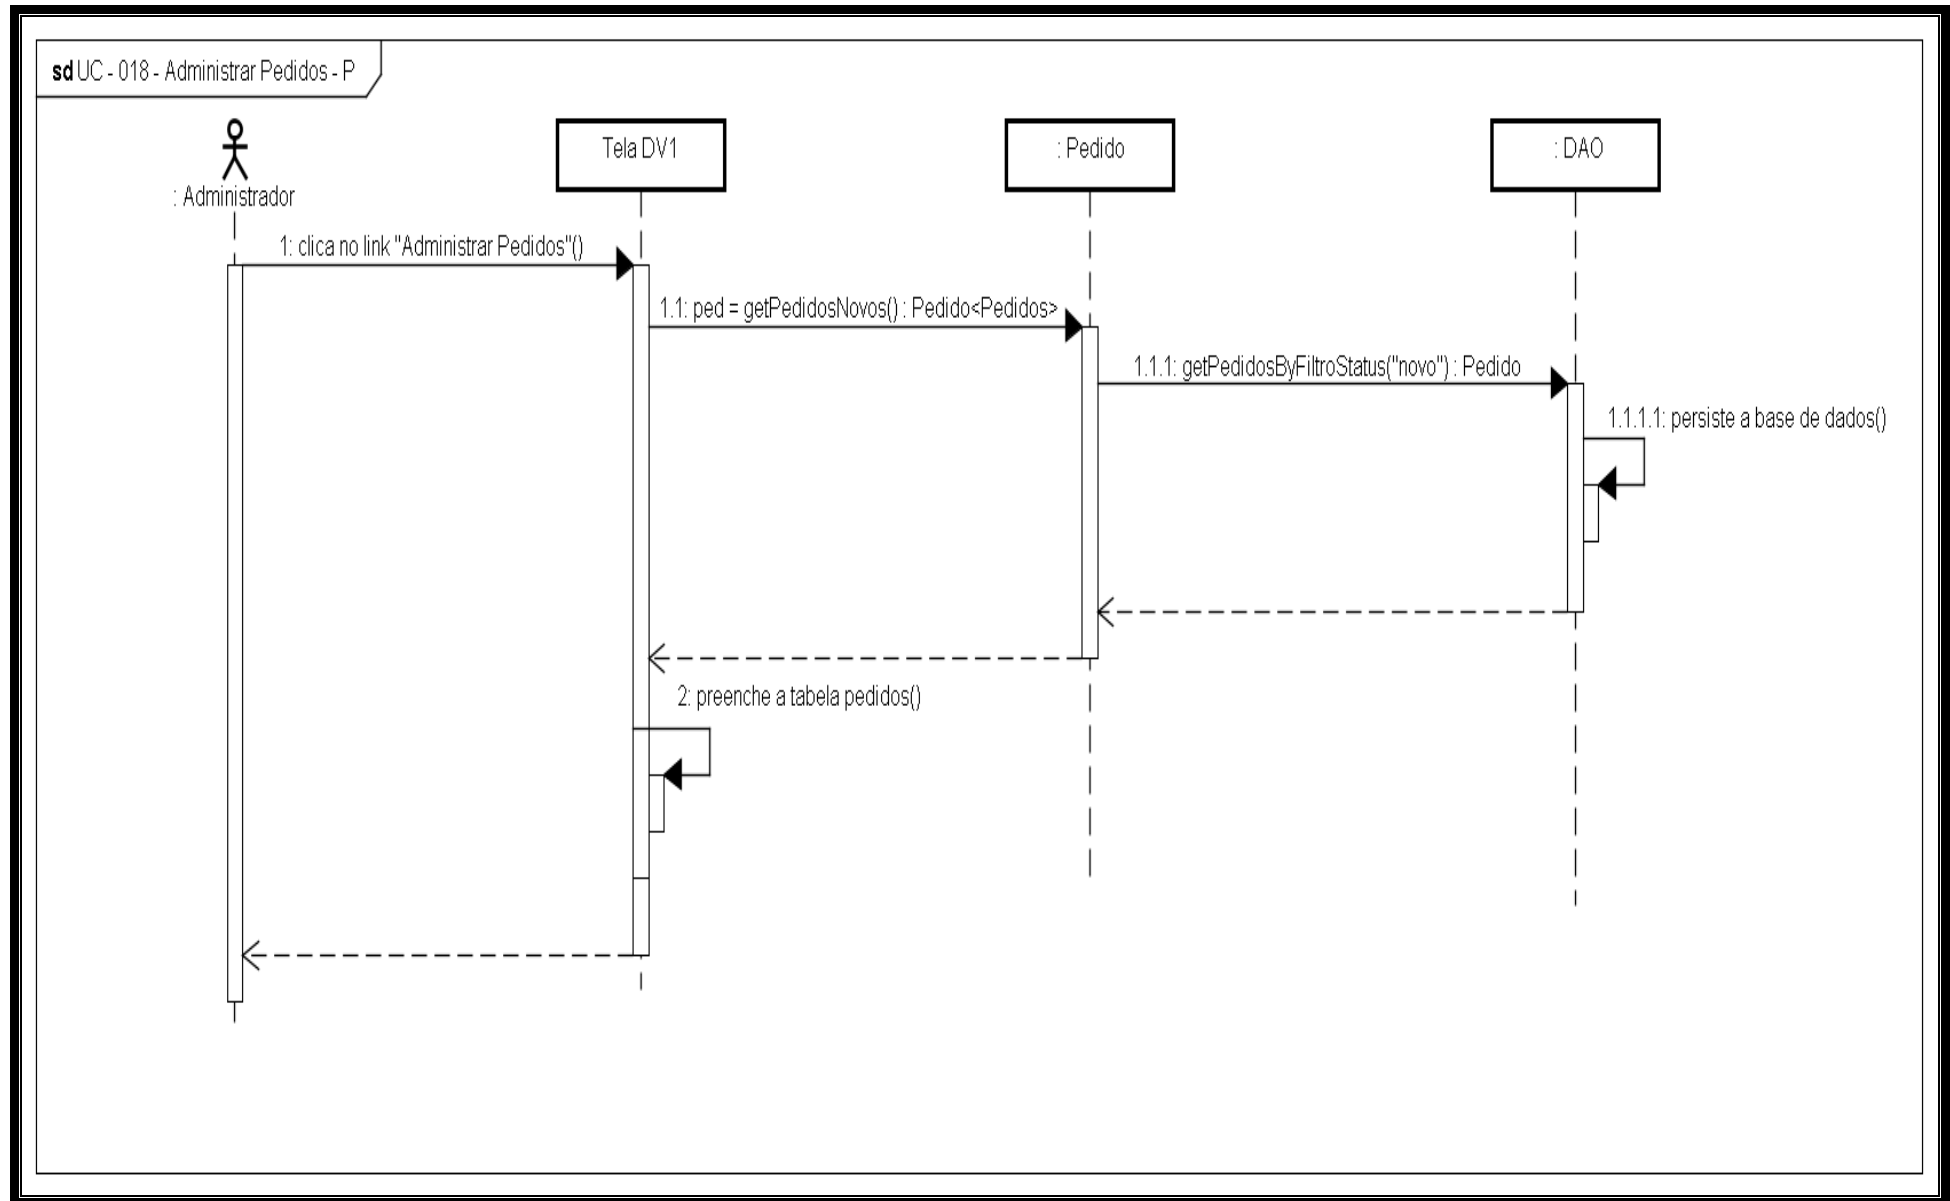 sd UC - 018 - Administrar Pedidos - P
: Administrador
Tela DV1
: Pedido
: DAO
1: clica no link "Administrar Pedidos"()
1.1: ped = getPedidosNovos() : Pedido<Pedidos>
1.1.1: getPedidosByFiltroStatus("novo") : Pedido
1.1.1.1: persiste a base de dados()
2: preenche a tabela pedidos()